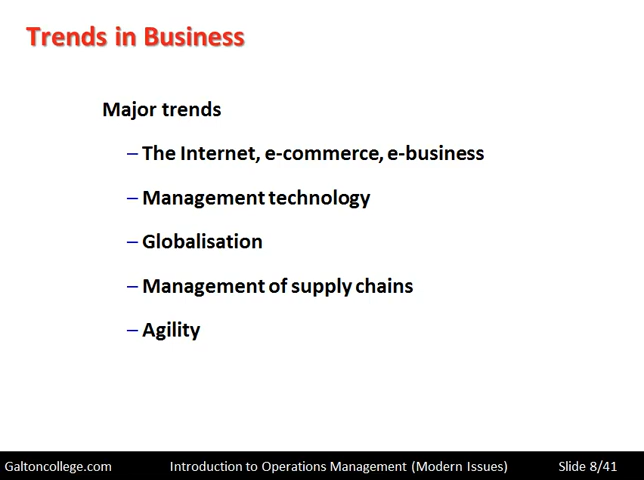 Trends in Business
Major trends
– The Internet, e-commerce, e-business
– Management technology
– Globalisation
– Management of supply chains
– Agility
Galtoncollege.com Introduction to Operations Management (Modern Issues) Slide 8/41